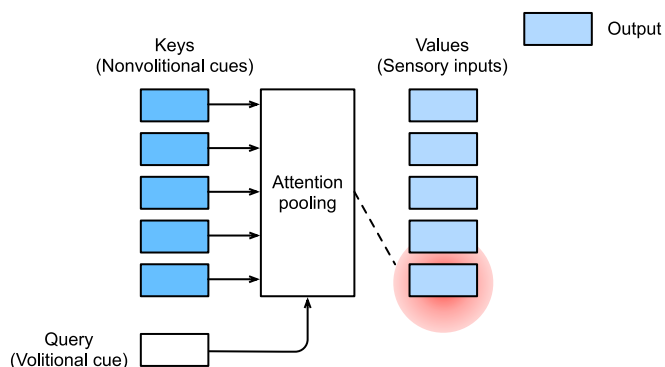 Output
Keys
(Nonvolitional cues)
Values
(Sensory inputs)
Attention
pooling
Query
(Volitional cue)